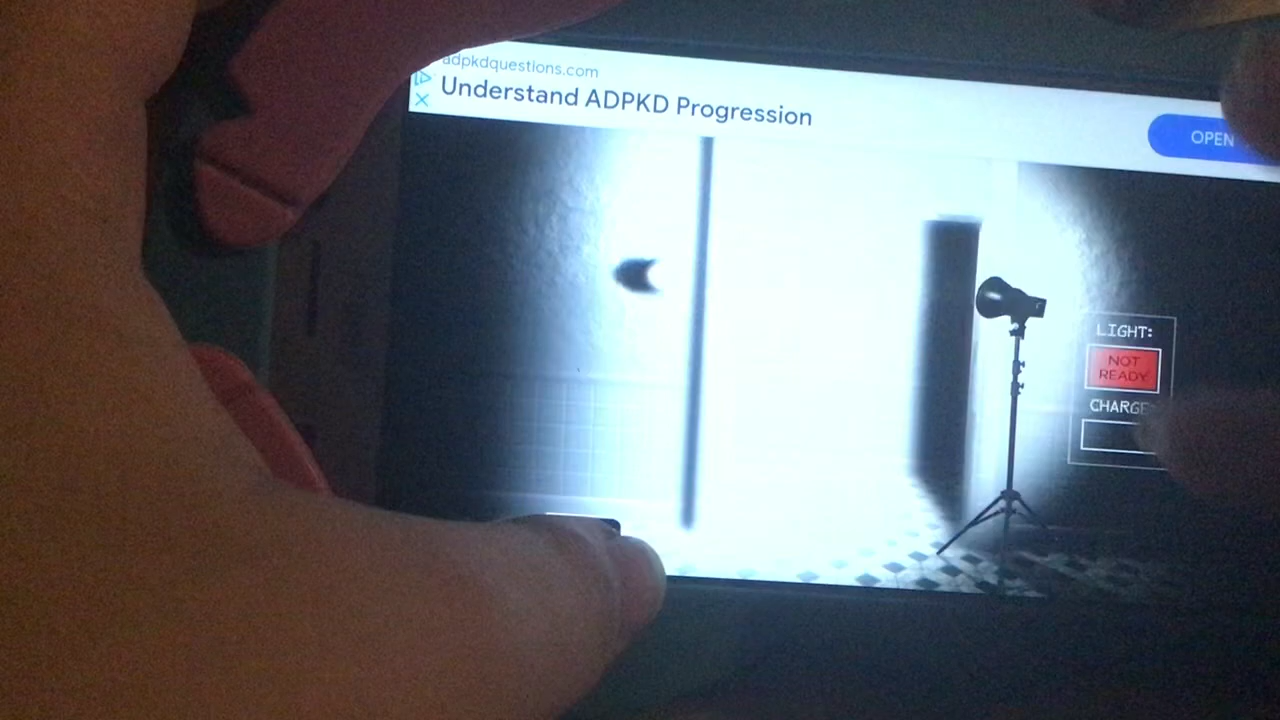 adpkdquestions.com
Understand ADPKD Progression
OPEN
LIGHT:
NOT
READY
CHARGE